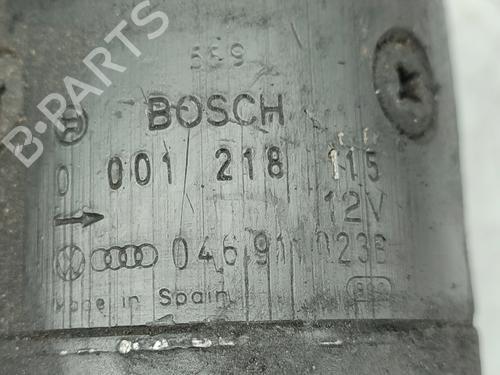 B-PARTS
559
BOSCH
0 001 218 115
12V
046 911 023B
Made in Spain